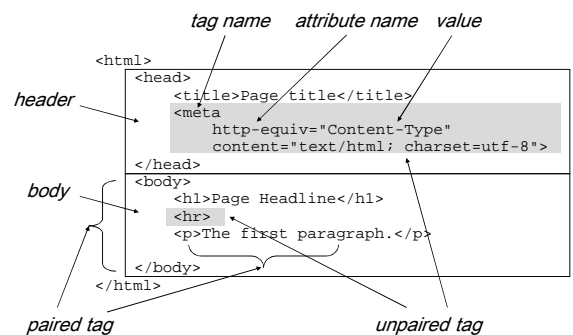 tag name attribute name value
<html>
<head>
<title>Page title</title>
header
<meta
http-equiv="Content-Type"
content="text/html; charset=utf-8">
</head>
<body>
body
<h1>Page Headline</h1>
<hr>
<p>The first paragraph.</p>
</body>
</html>
paired tag unpaired tag